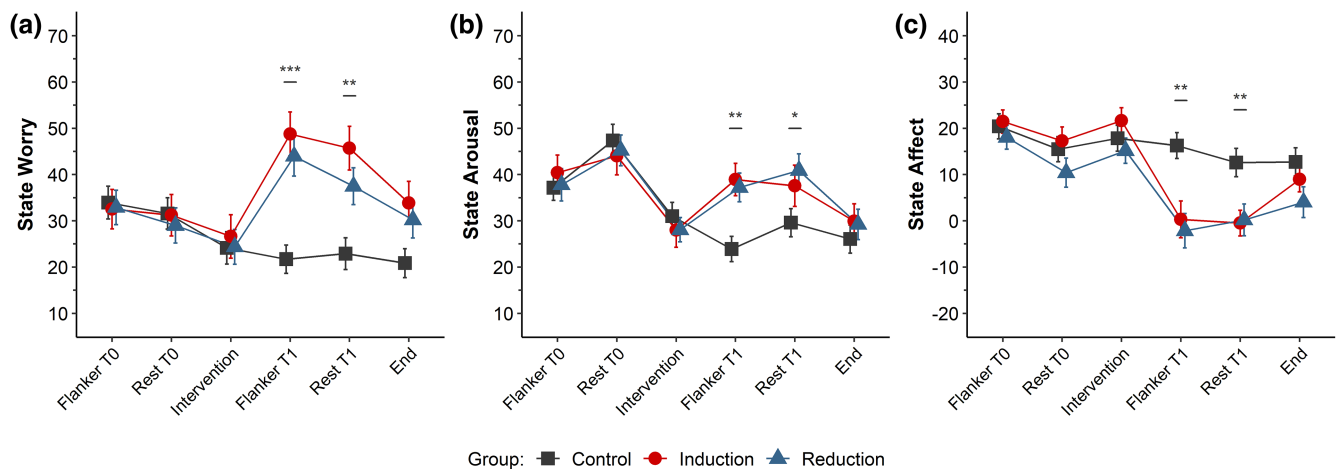 (a)
State Worry
70
60
50
40
30
20
10
***
**
Flanker T0
Rest T0
Intervention
Flanker T1
Rest T1
End
(b)
State Arousal
70
60
50
40
30
20
10
**
*
Flanker T0
Rest T0
Intervention
Flanker T1
Rest T1
End
(c)
State Affect
40
30
20
10
0
-10
-20
**
**
Flanker T0
Rest T0
Intervention
Flanker T1
Rest T1
End
Group: Control Induction Reduction